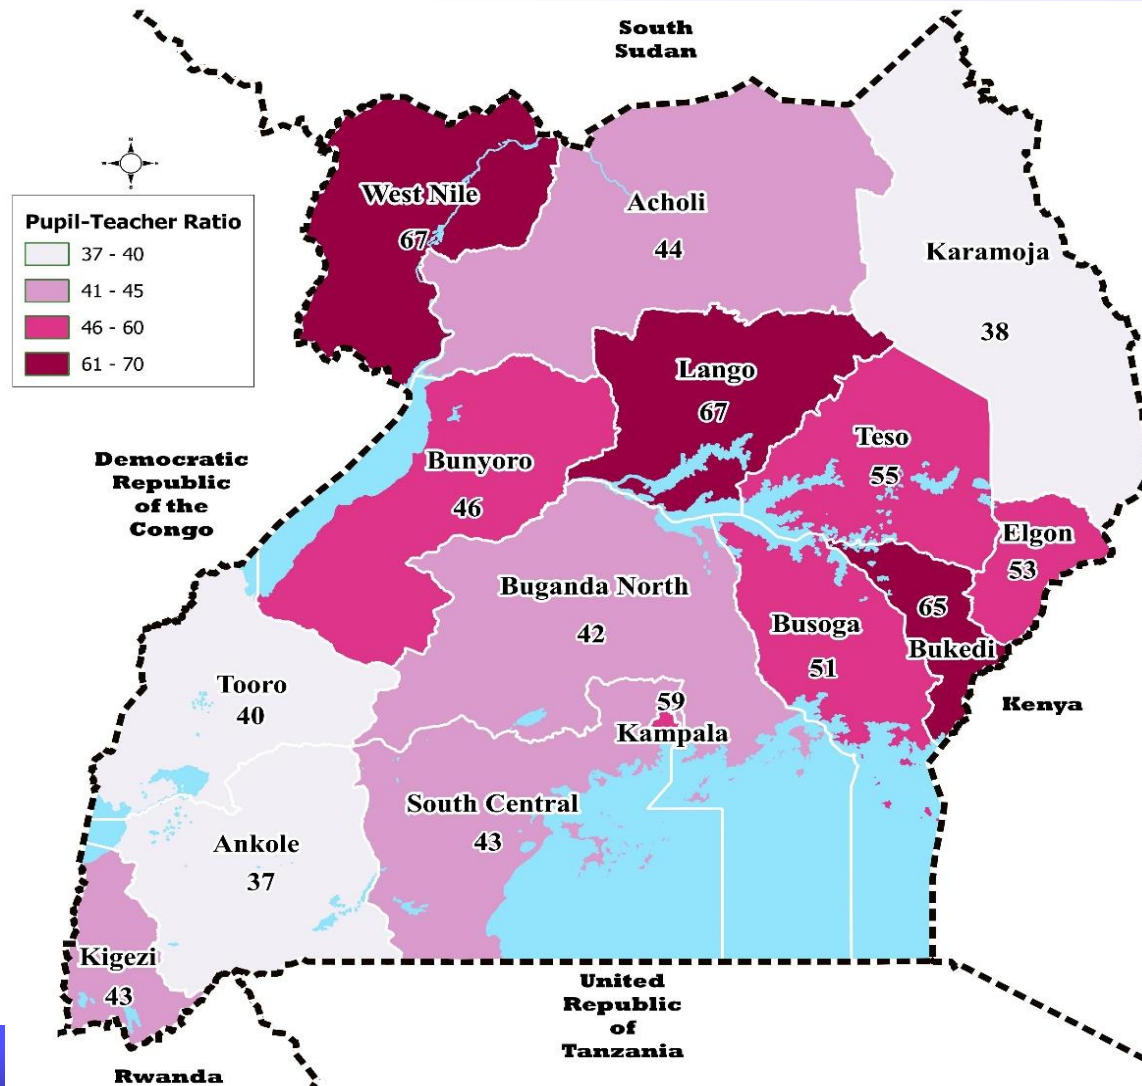 South
Sudan
N
W
E
S
Pupil-Teacher Ratio
37 - 40
41 - 45
46 - 60
61 - 70
West Nile
67
Acholi
44
Karamoja
38
Lango
67
Teso
55
Democratic
Republic
of the
Congo
Bunyoro
46
Elgon
53
Buganda North
42
65
Bukedi
Busoga
51
Tooro
40
59
Kampala
Kenya
South Central
43
Ankole
37
Kigezi
43
United
Republic
of
Tanzania
Rwanda